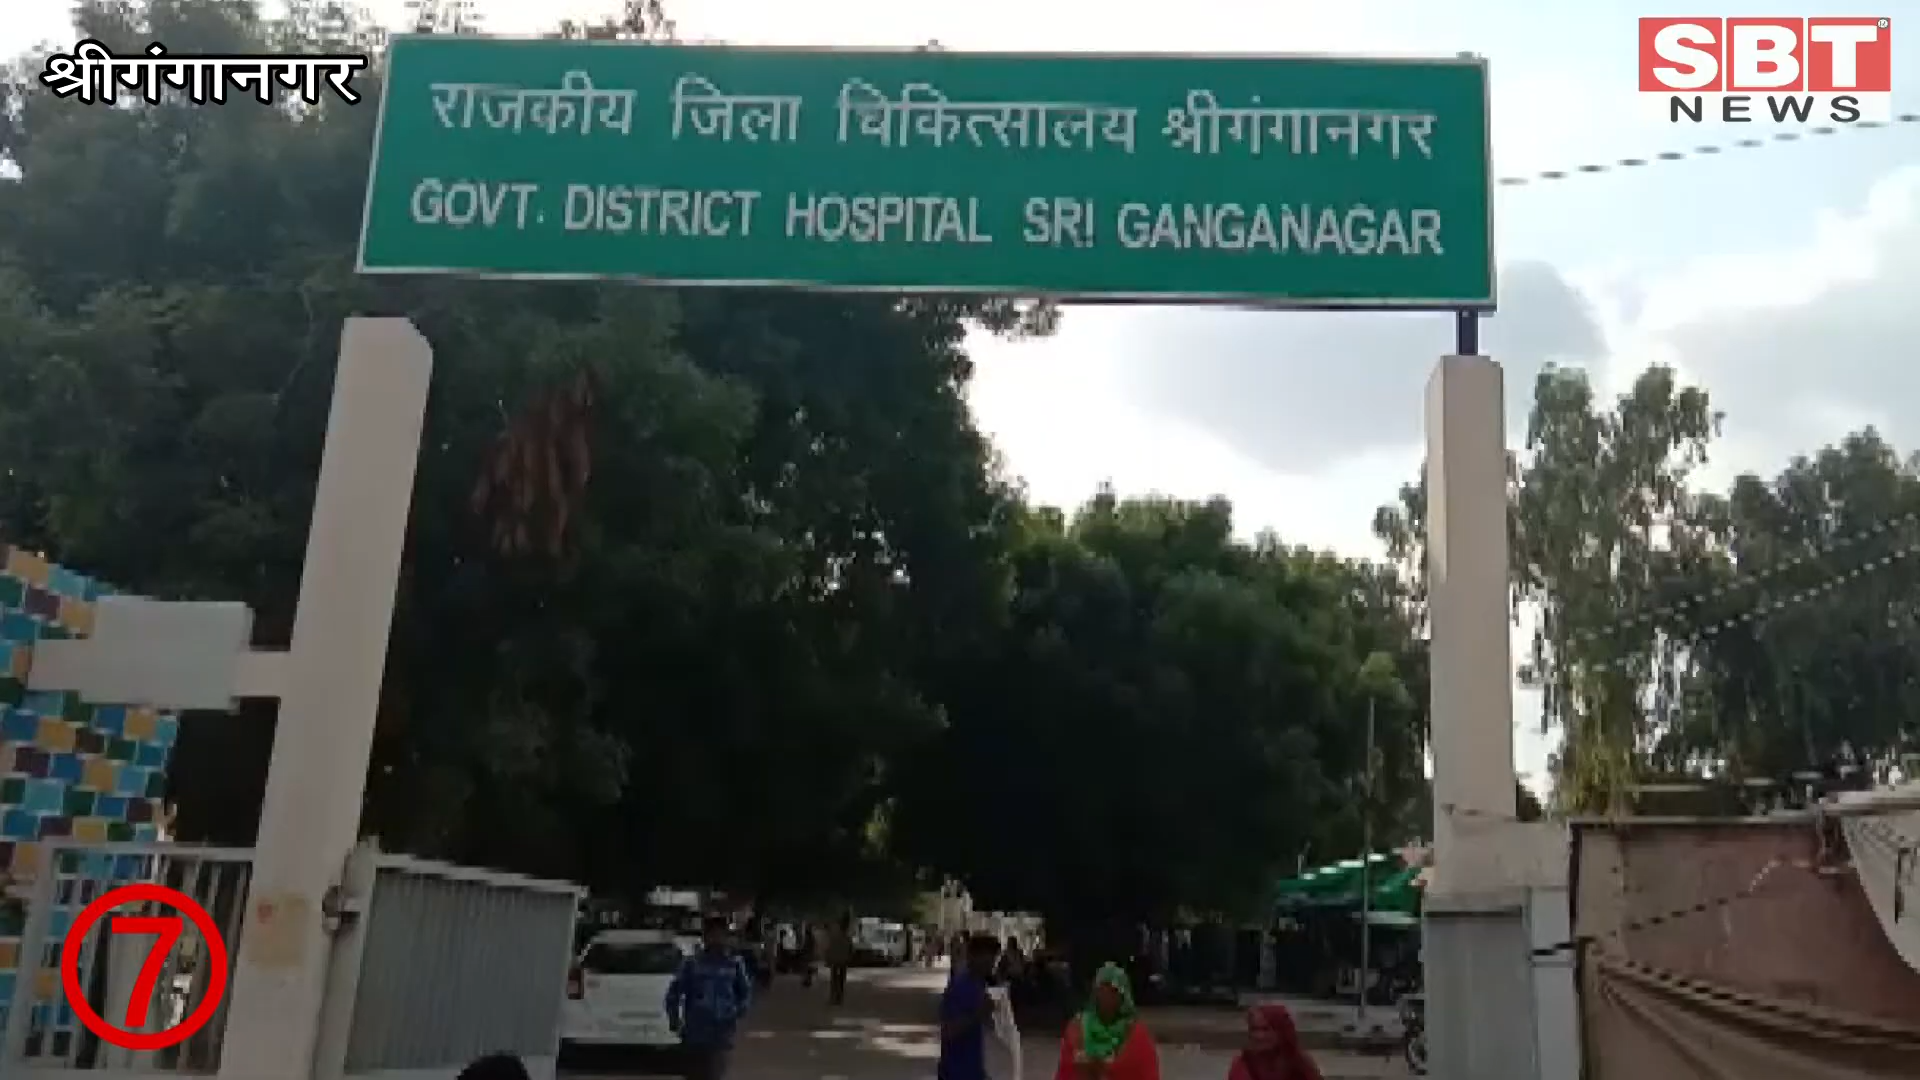 श्रीगंगानगर
SBT
NEWS
राजकीय जिला चिकित्सालय श्रीगंगानगर
GOVT. DISTRICT HOSPITAL SRI GANGANAGAR
7